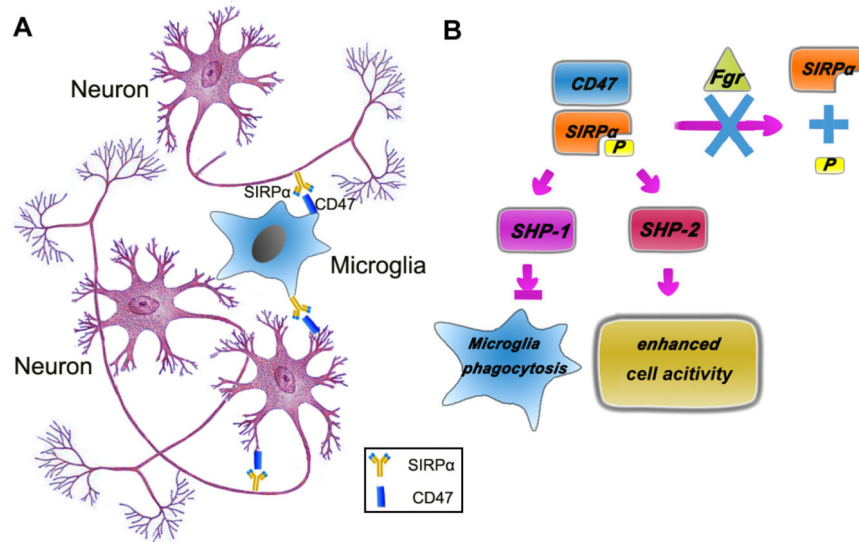 A
Neuron
SIRPα
CD47
Microglia
Neuron
SIRPα
CD47
B
CD47
SIRPα
P
Fgr
SIRPα
P
SHP-1
SHP-2
Microglia
phagocytosis
enhanced
cell acitivity